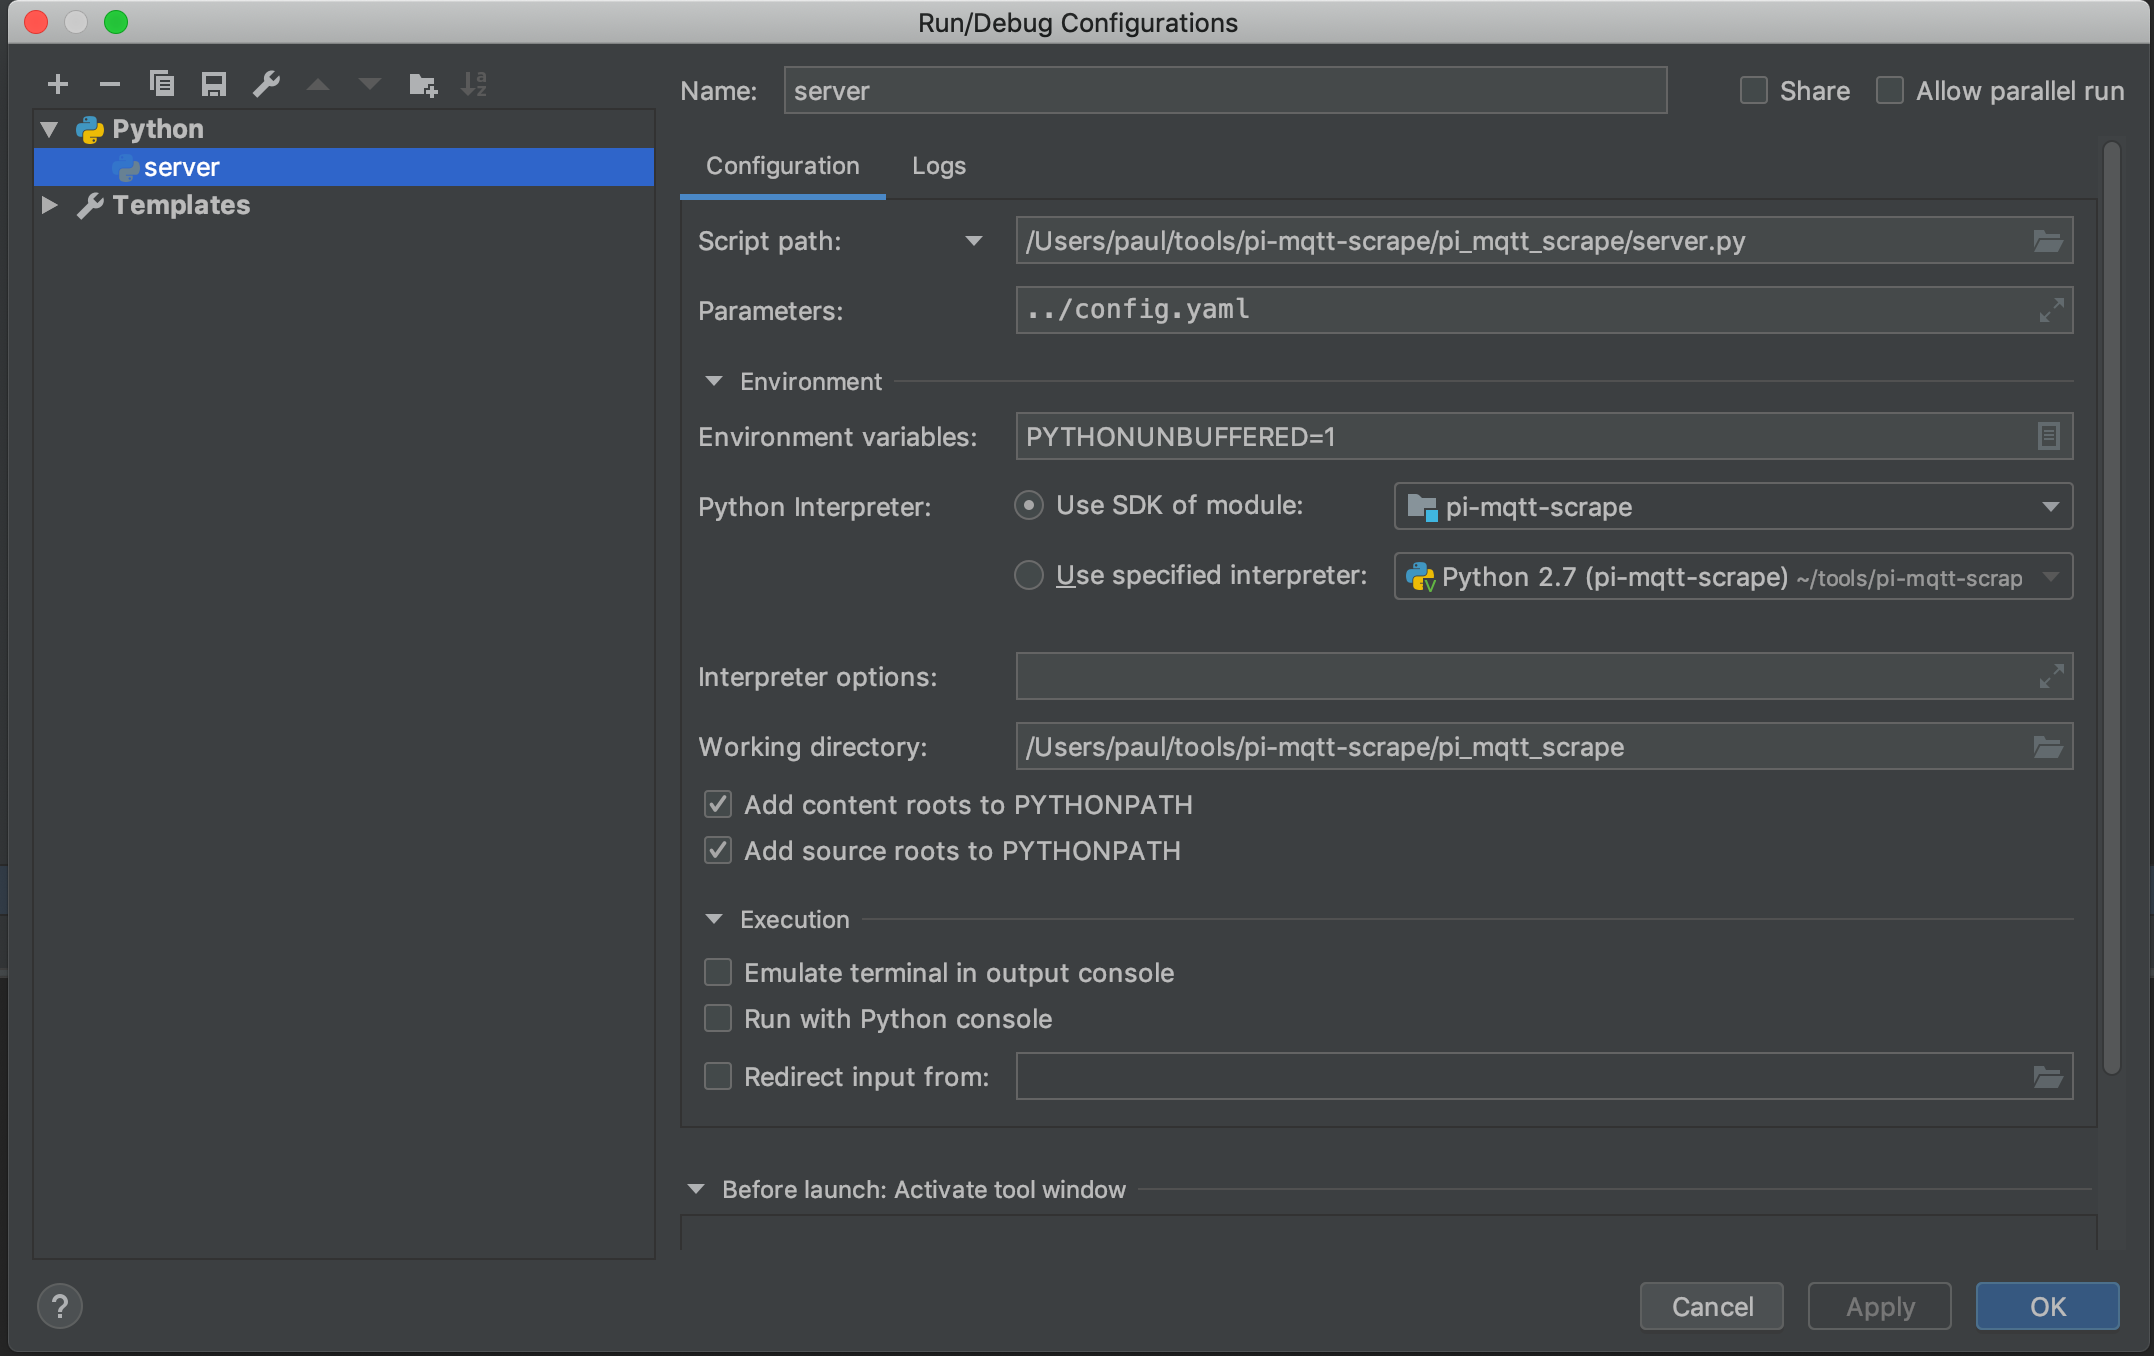 Run/Debug Configurations
Name: server
Share
Allow parallel run
Python
server
Templates
Configuration
Logs
Script path: /Users/paul/tools/pi-mqtt-scrape/pi_mqtt_scrape/server.py
Parameters: ../config.yaml
Environment
Environment variables: PYTHONUNBUFFERED=1
Python Interpreter: Use SDK of module: pi-mqtt-scrape
Use specified interpreter: Python 2.7 (pi-mqtt-scrape) ~/tools/pi-mqtt-scrap
Interpreter options:
Working directory: /Users/paul/tools/pi-mqtt-scrape/pi_mqtt_scrape
Add content roots to PYTHONPATH
Add source roots to PYTHONPATH
Execution
Emulate terminal in output console
Run with Python console
Redirect input from:
Before launch: Activate tool window
?
Cancel
Apply
OK